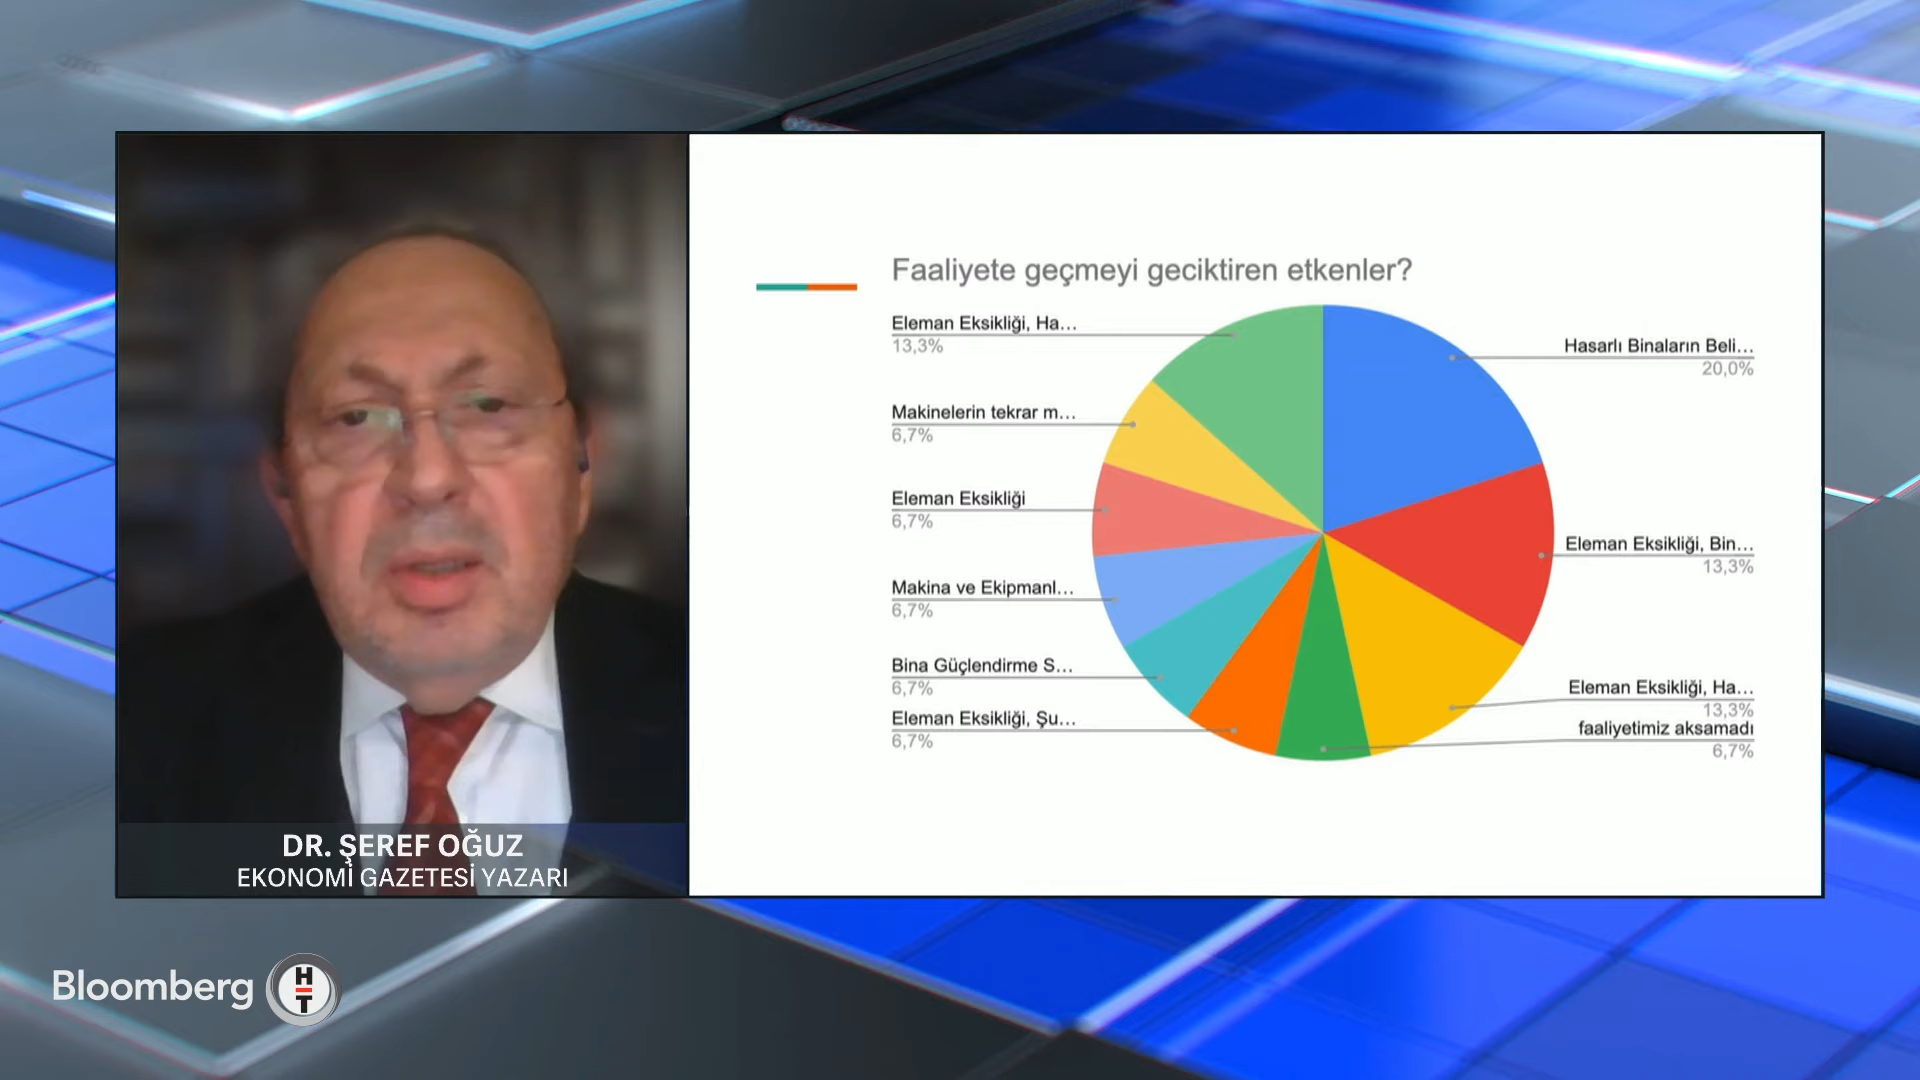 Faaliyete geçmeyi geciktiren etkenler?
Eleman Eksikliği, Ha...
13,3%
Makinelerin tekrar m...
6,7%
Eleman Eksikliği
6,7%
Makina ve Ekipmanl...
6,7%
Bina Güçlendirme S...
6,7%
Eleman Eksikliği, Şu...
6,7%
Hasarlı Binaların Beli...
20,0%
Eleman Eksikliği, Bin...
13,3%
Eleman Eksikliği, Ha...
13,3%
faaliyetimiz aksamadı
6,7%
DR. ŞEREF OĞUZ
EKONOMİ GAZETESİ YAZARI
Bloomberg HT